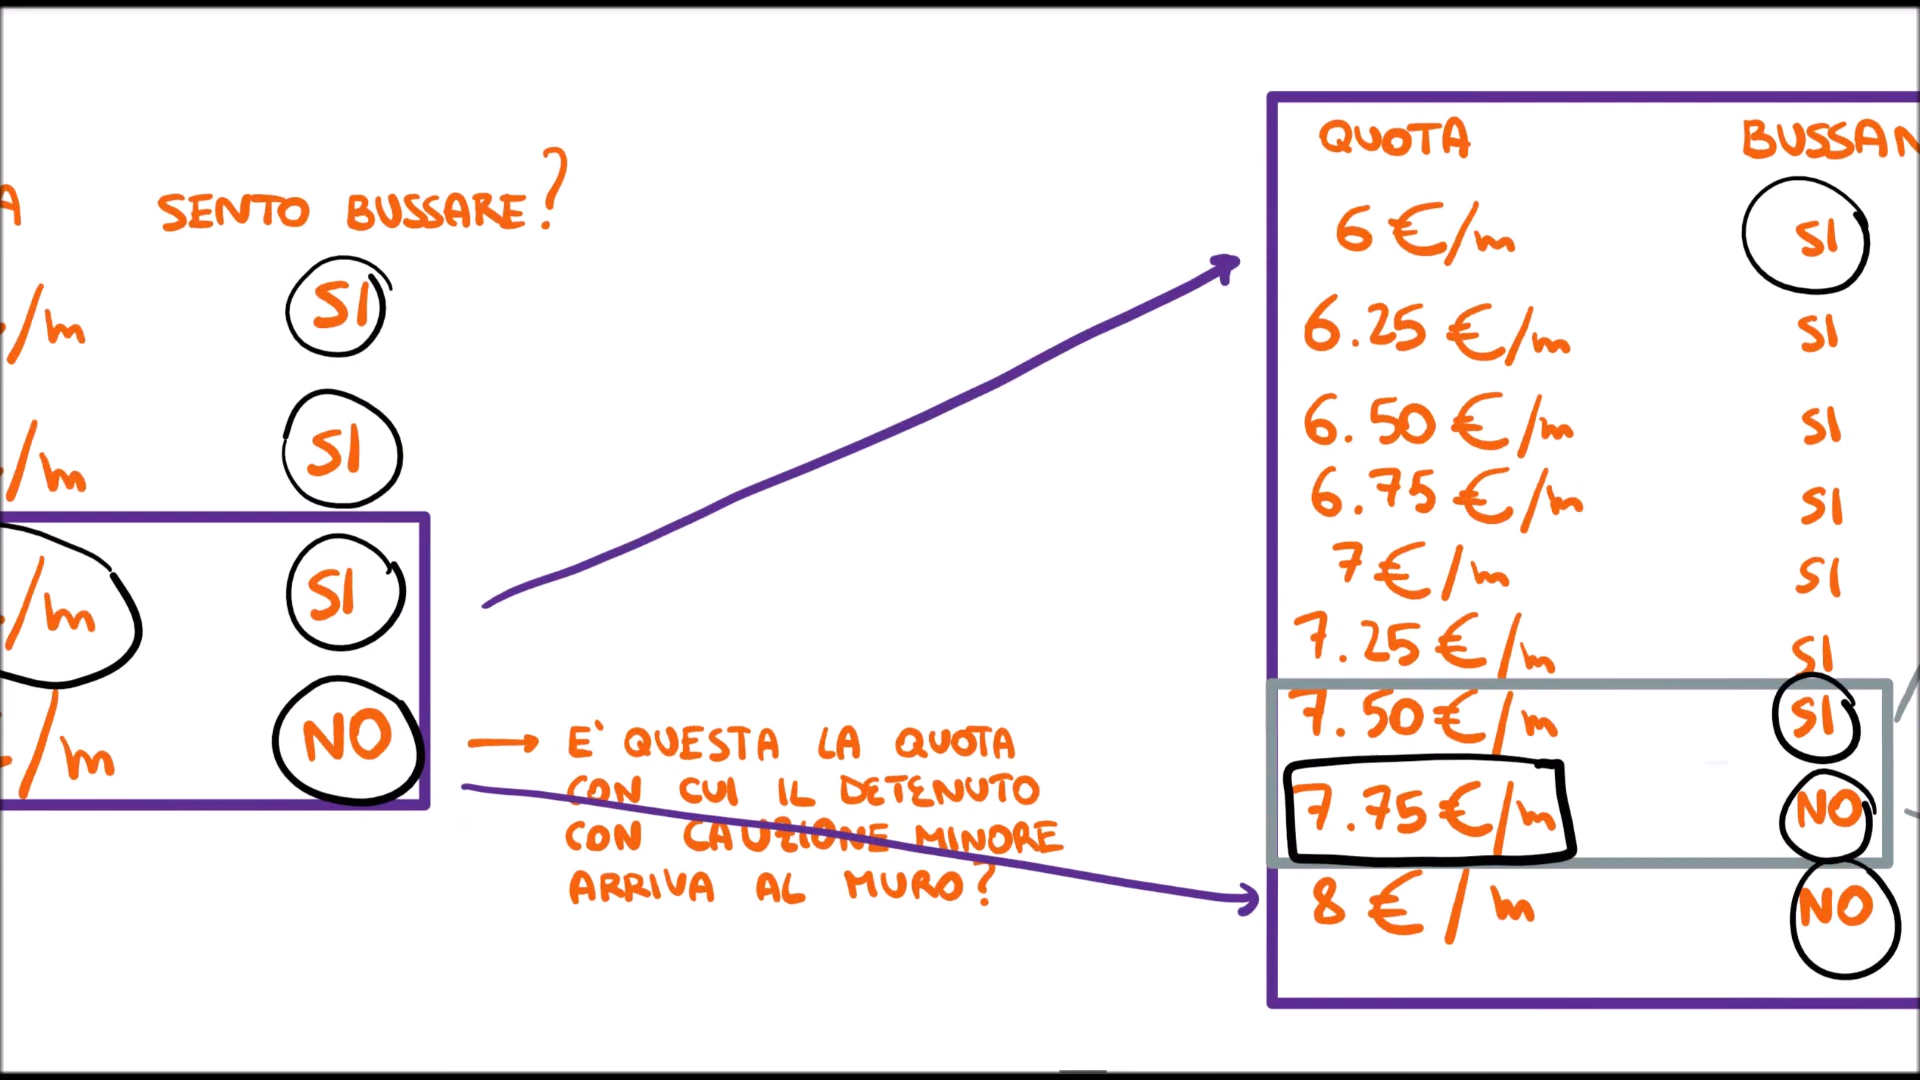 A SENTO BUSSARE?
/m SI
/m SI
/m SI
/m NO
→ E' QUESTA LA QUOTA
CON CUI IL DETENUTO
CON CAUZIONE MINORE
ARRIVA AL MURO?
QUOTA BUSSAN
6 €/m SI
6.25 €/m SI
6.50 €/m SI
6.75 €/m SI
7 €/m SI
7.25 €/m SI
7.50 €/m SI
7.75 €/m NO
8 €/m NO